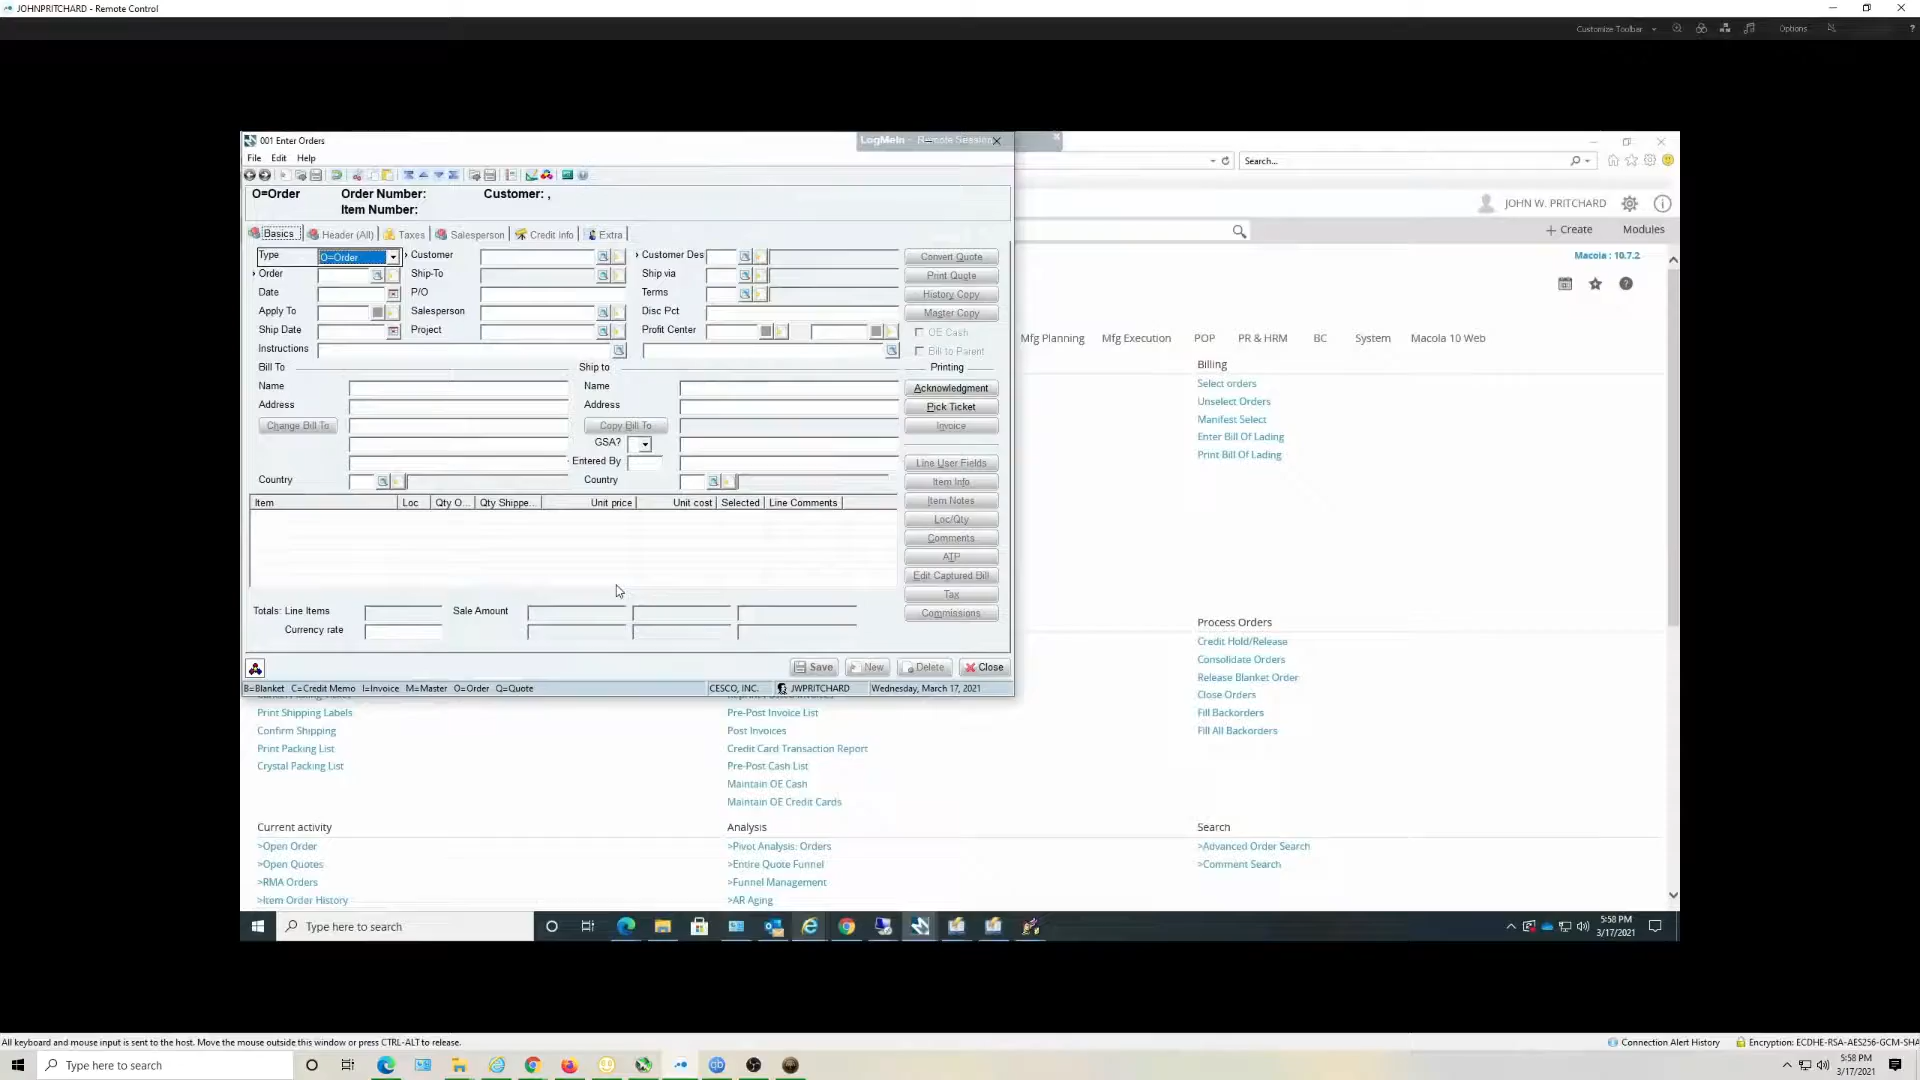 JOHNPRITCHARD - Remote Control
Customize Toolbar
Options
001 Enter Orders
LogMeIn - Remote Session
File Edit Help
Search...
O=Order Order Number: Customer: ,
Item Number:
JOHN W. PRITCHARD
Create Modules
Macola : 10.7.2
Basics Header (All) Taxes Salesperson Credit Info Extra
Type O=Order Customer Customer Des Convert Quote
Order Ship-To Ship via Print Quote
Date P/O Terms History Copy
Apply To Salesperson Disc Pct Master Copy
Ship Date Project Profit Center OE Cash
Instructions Bill to Parent
Bill To Ship to Printing
Name Name Acknowledgment
Address Address Pick Ticket
Change Bill To Copy Bill To Invoice
GSA?
Entered By Line User Fields
Country Country Item Info
Item Loc Qty O... Qty Shippe... Unit price Unit cost Selected Line Comments Item Notes
Loc/Qty
Comments
ATP
Edit Captured Bill
Tax
Totals: Line Items Sale Amount Commissions
Currency rate
Save New Delete Close
B=Blanket C=Credit Memo I=Invoice M=Master O=Order Q=Quote CESCO, INC. JWPRITCHARD Wednesday, March 17, 2021
Mfg Planning Mfg Execution POP PR & HRM BC System Macola 10 Web
Billing
Select orders
Unselect Orders
Manifest Select
Enter Bill Of Lading
Print Bill Of Lading
Process Orders
Credit Hold/Release
Consolidate Orders
Release Blanket Order
Close Orders
Fill Backorders
Fill All Backorders
Print Shipping Labels
Confirm Shipping
Print Packing List
Crystal Packing List
Pre-Post Invoice List
Post Invoices
Credit Card Transaction Report
Pre-Post Cash List
Maintain OE Cash
Maintain OE Credit Cards
Current activity
>Open Order
>Open Quotes
>RMA Orders
>Item Order History
Analysis
>Pivot Analysis: Orders
>Entire Quote Funnel
>Funnel Management
>AR Aging
Search
>Advanced Order Search
>Comment Search
Type here to search
5:58 PM
3/17/2021
All keyboard and mouse input is sent to the host. Move the mouse outside this window or press CTRL-ALT to release.
Connection Alert History Encryption: ECDHE-RSA-AES256-GCM-SHA
Type here to search
5:58 PM
3/17/2021